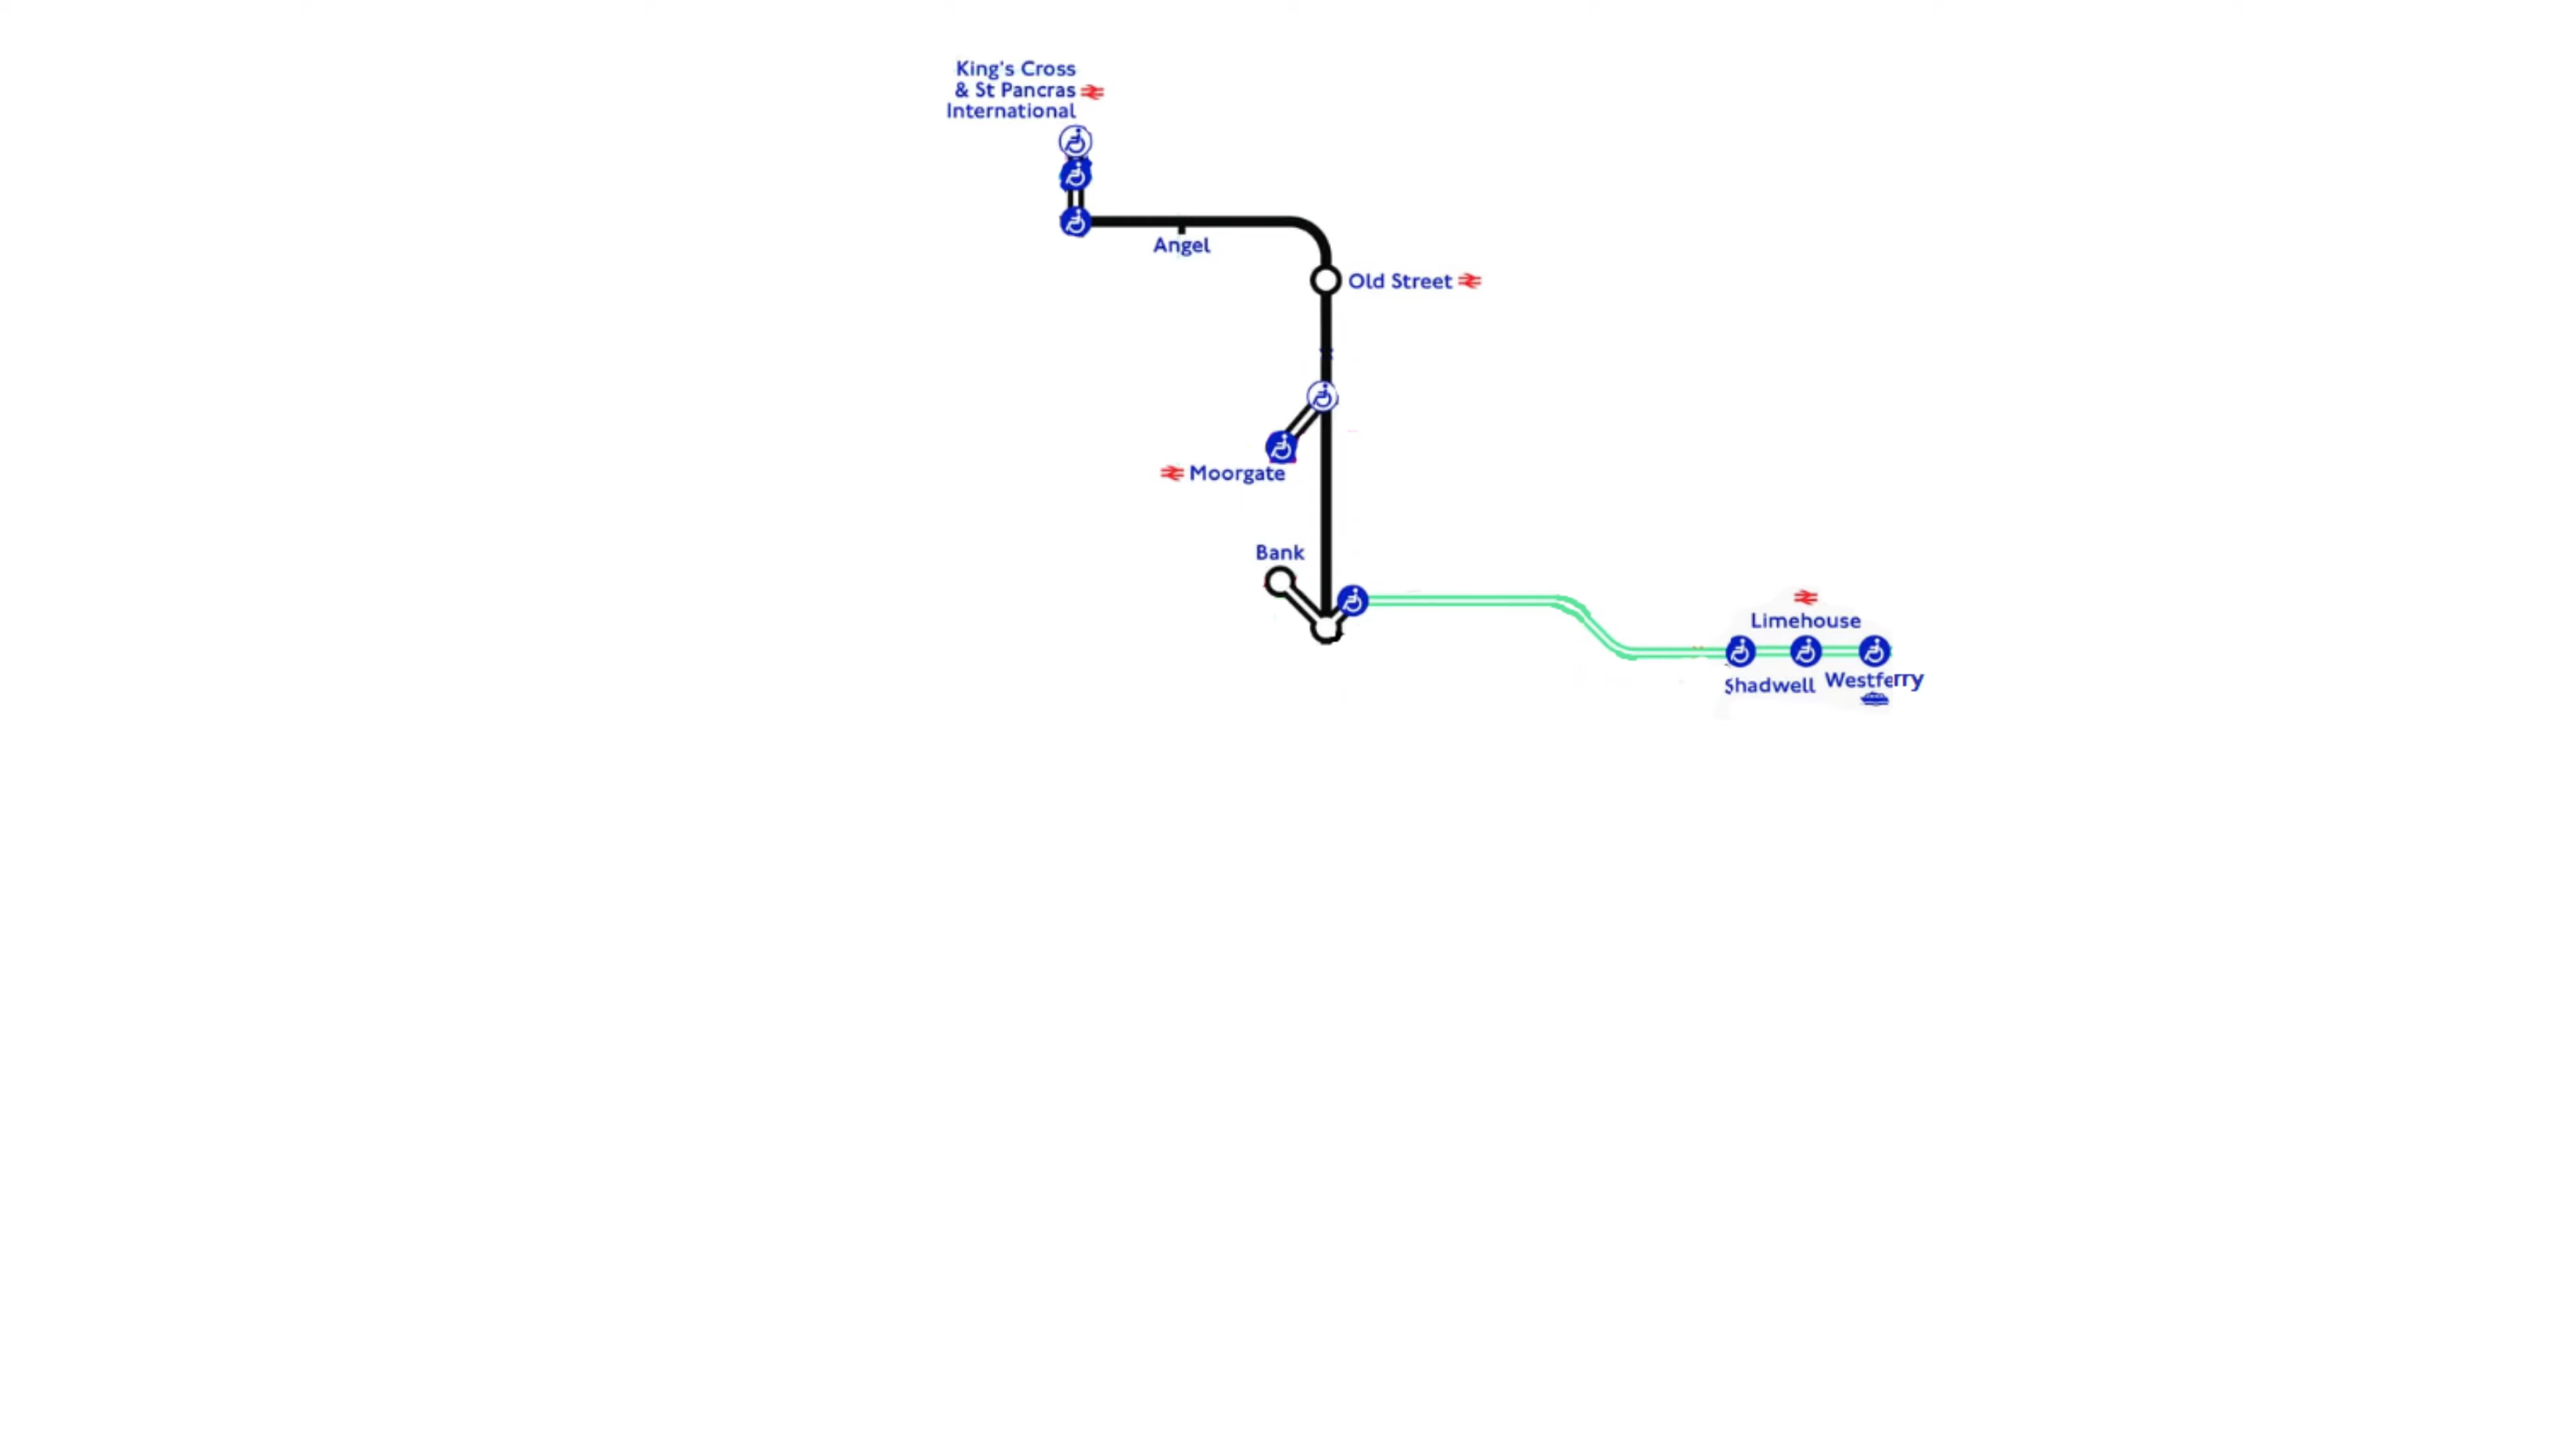 King's Cross
& St Pancras
International
Angel
Old Street
Moorgate
Bank
Limehouse
Shadwell
Westferry